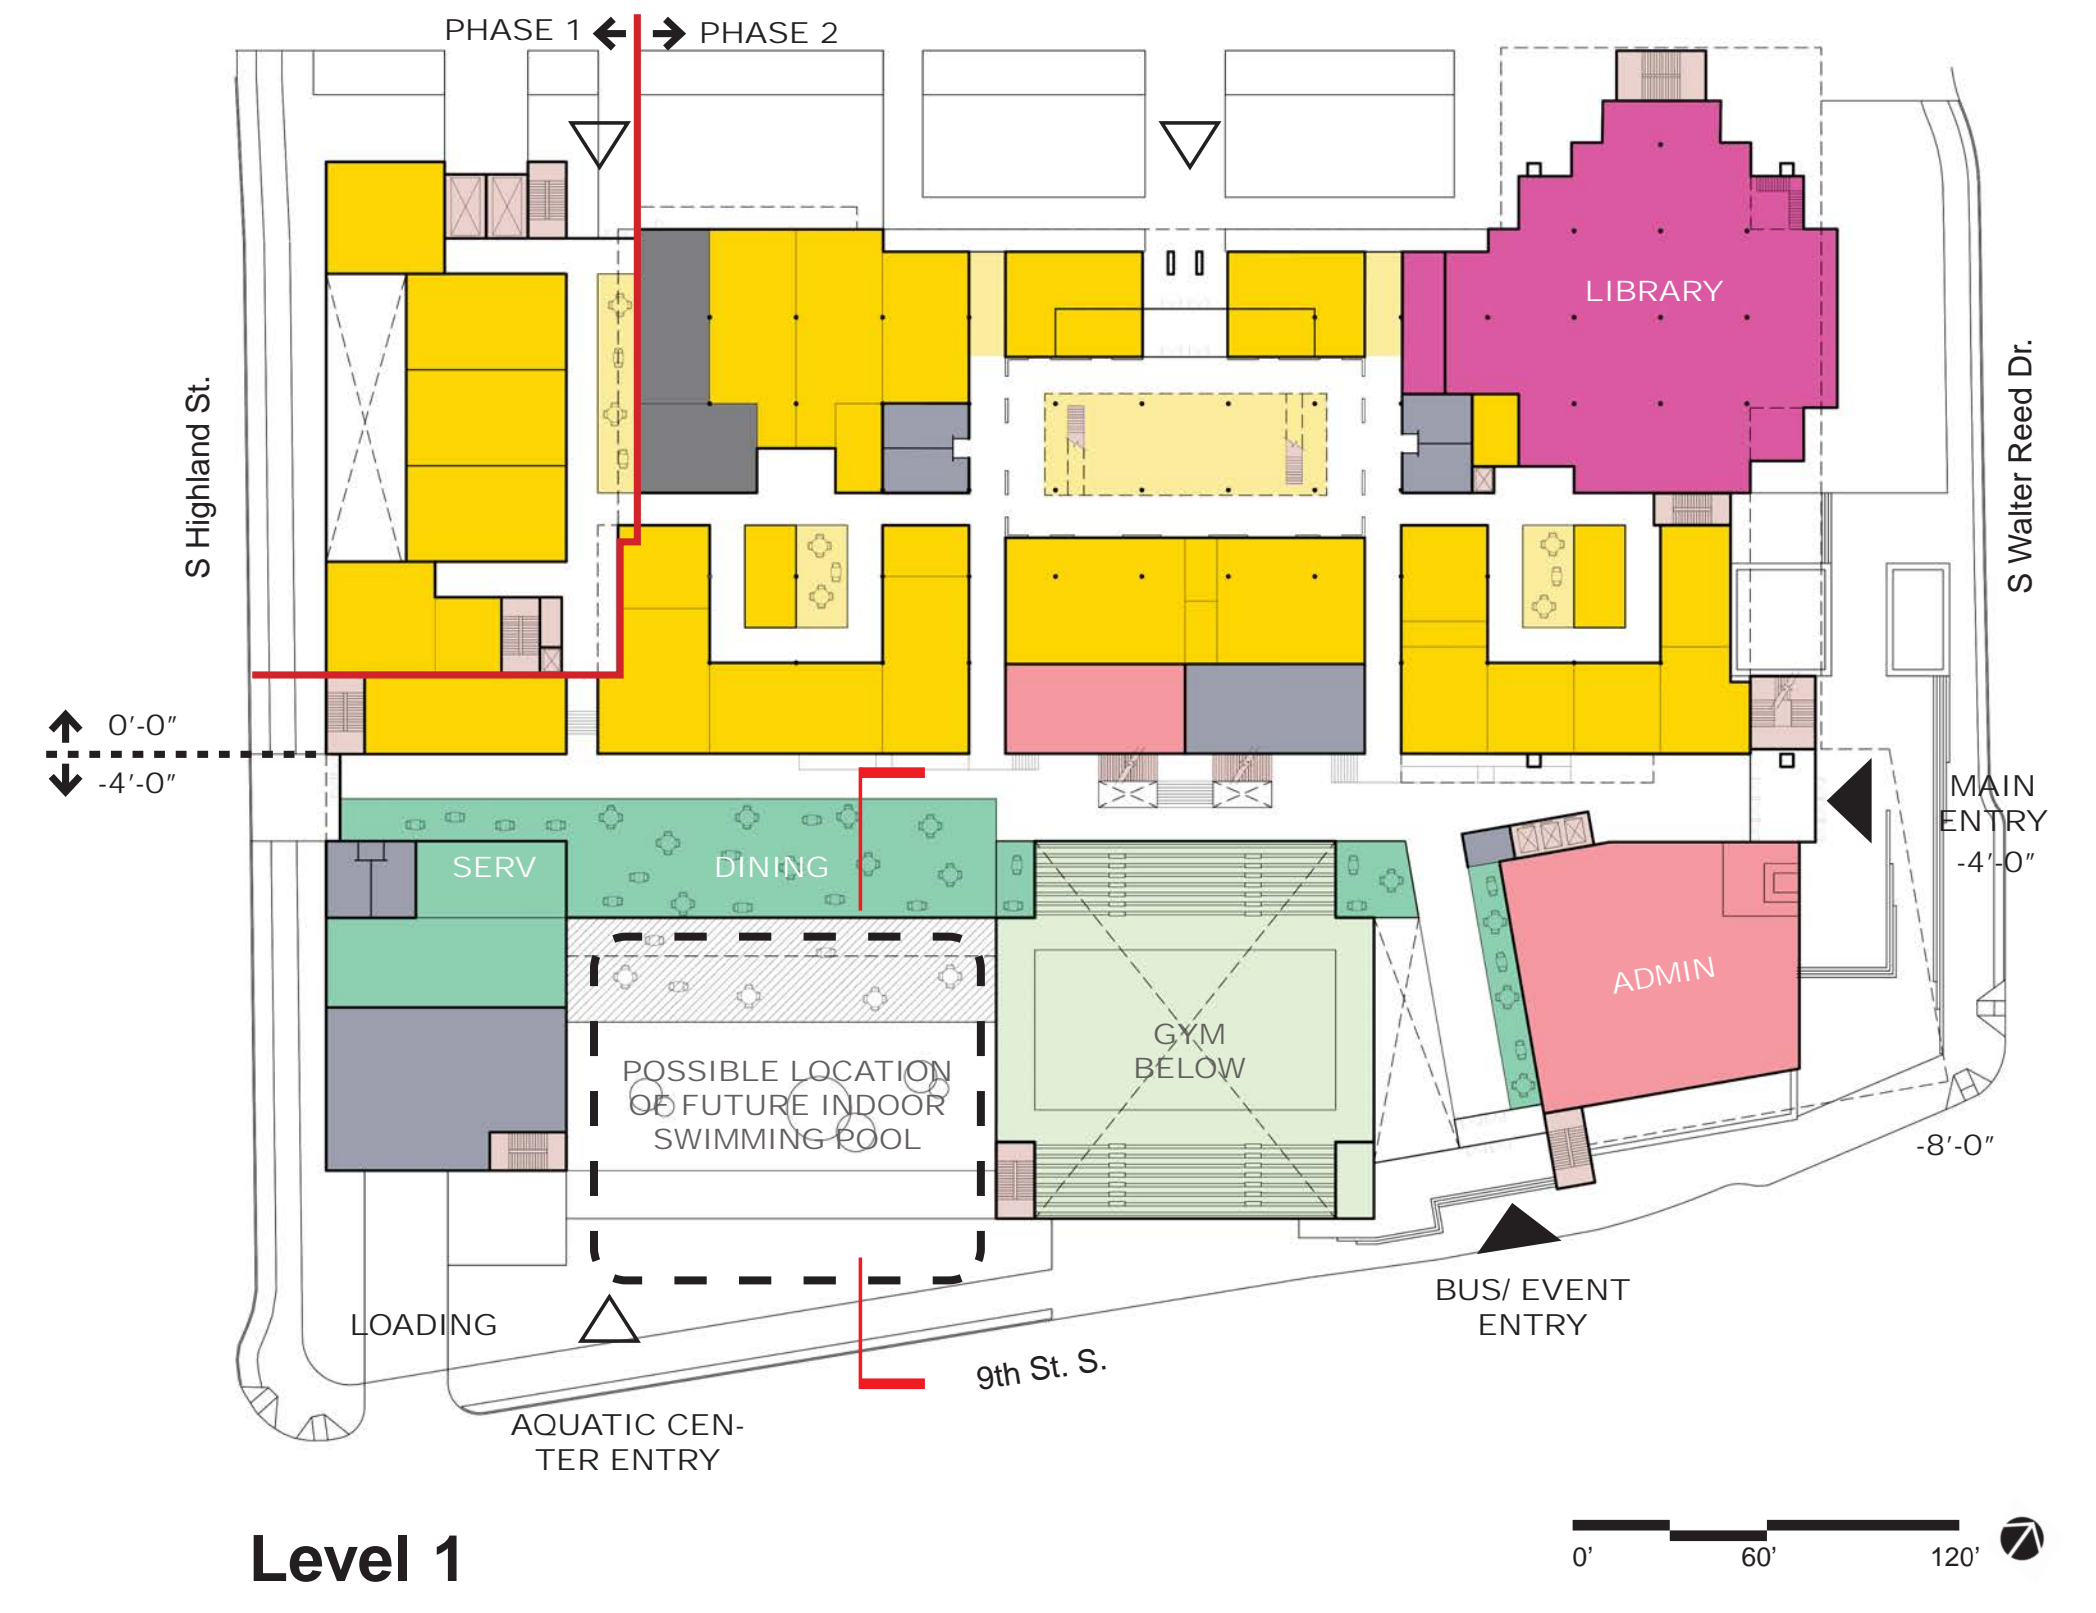 PHASE 1
PHASE 2
LIBRARY
S Highland St.
S Walter Reed Dr.
0'-0"
-4'-0"
MAIN
ENTRY
-4'-0"
SERV
DINING
ADMIN
GYM
BELOW
POSSIBLE LOCATION
OF FUTURE INDOOR
SWIMMING POOL
-8'-0"
BUS/ EVENT
ENTRY
LOADING
9th St. S.
AQUATIC CEN-
TER ENTRY
Level 1
0' 60' 120'